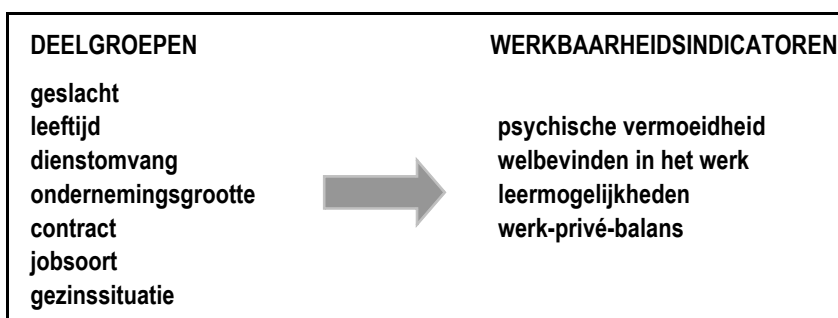 DEELGROEPEN
geslacht
leeftijd
dienstomvang
ondernemingsgrootte
contract
jobsoort
gezinssituatie
WERKBAARHEIDSINDICATOREN
psychische vermoeidheid
welbevinden in het werk
leermogelijkheden
werk-privé-balans